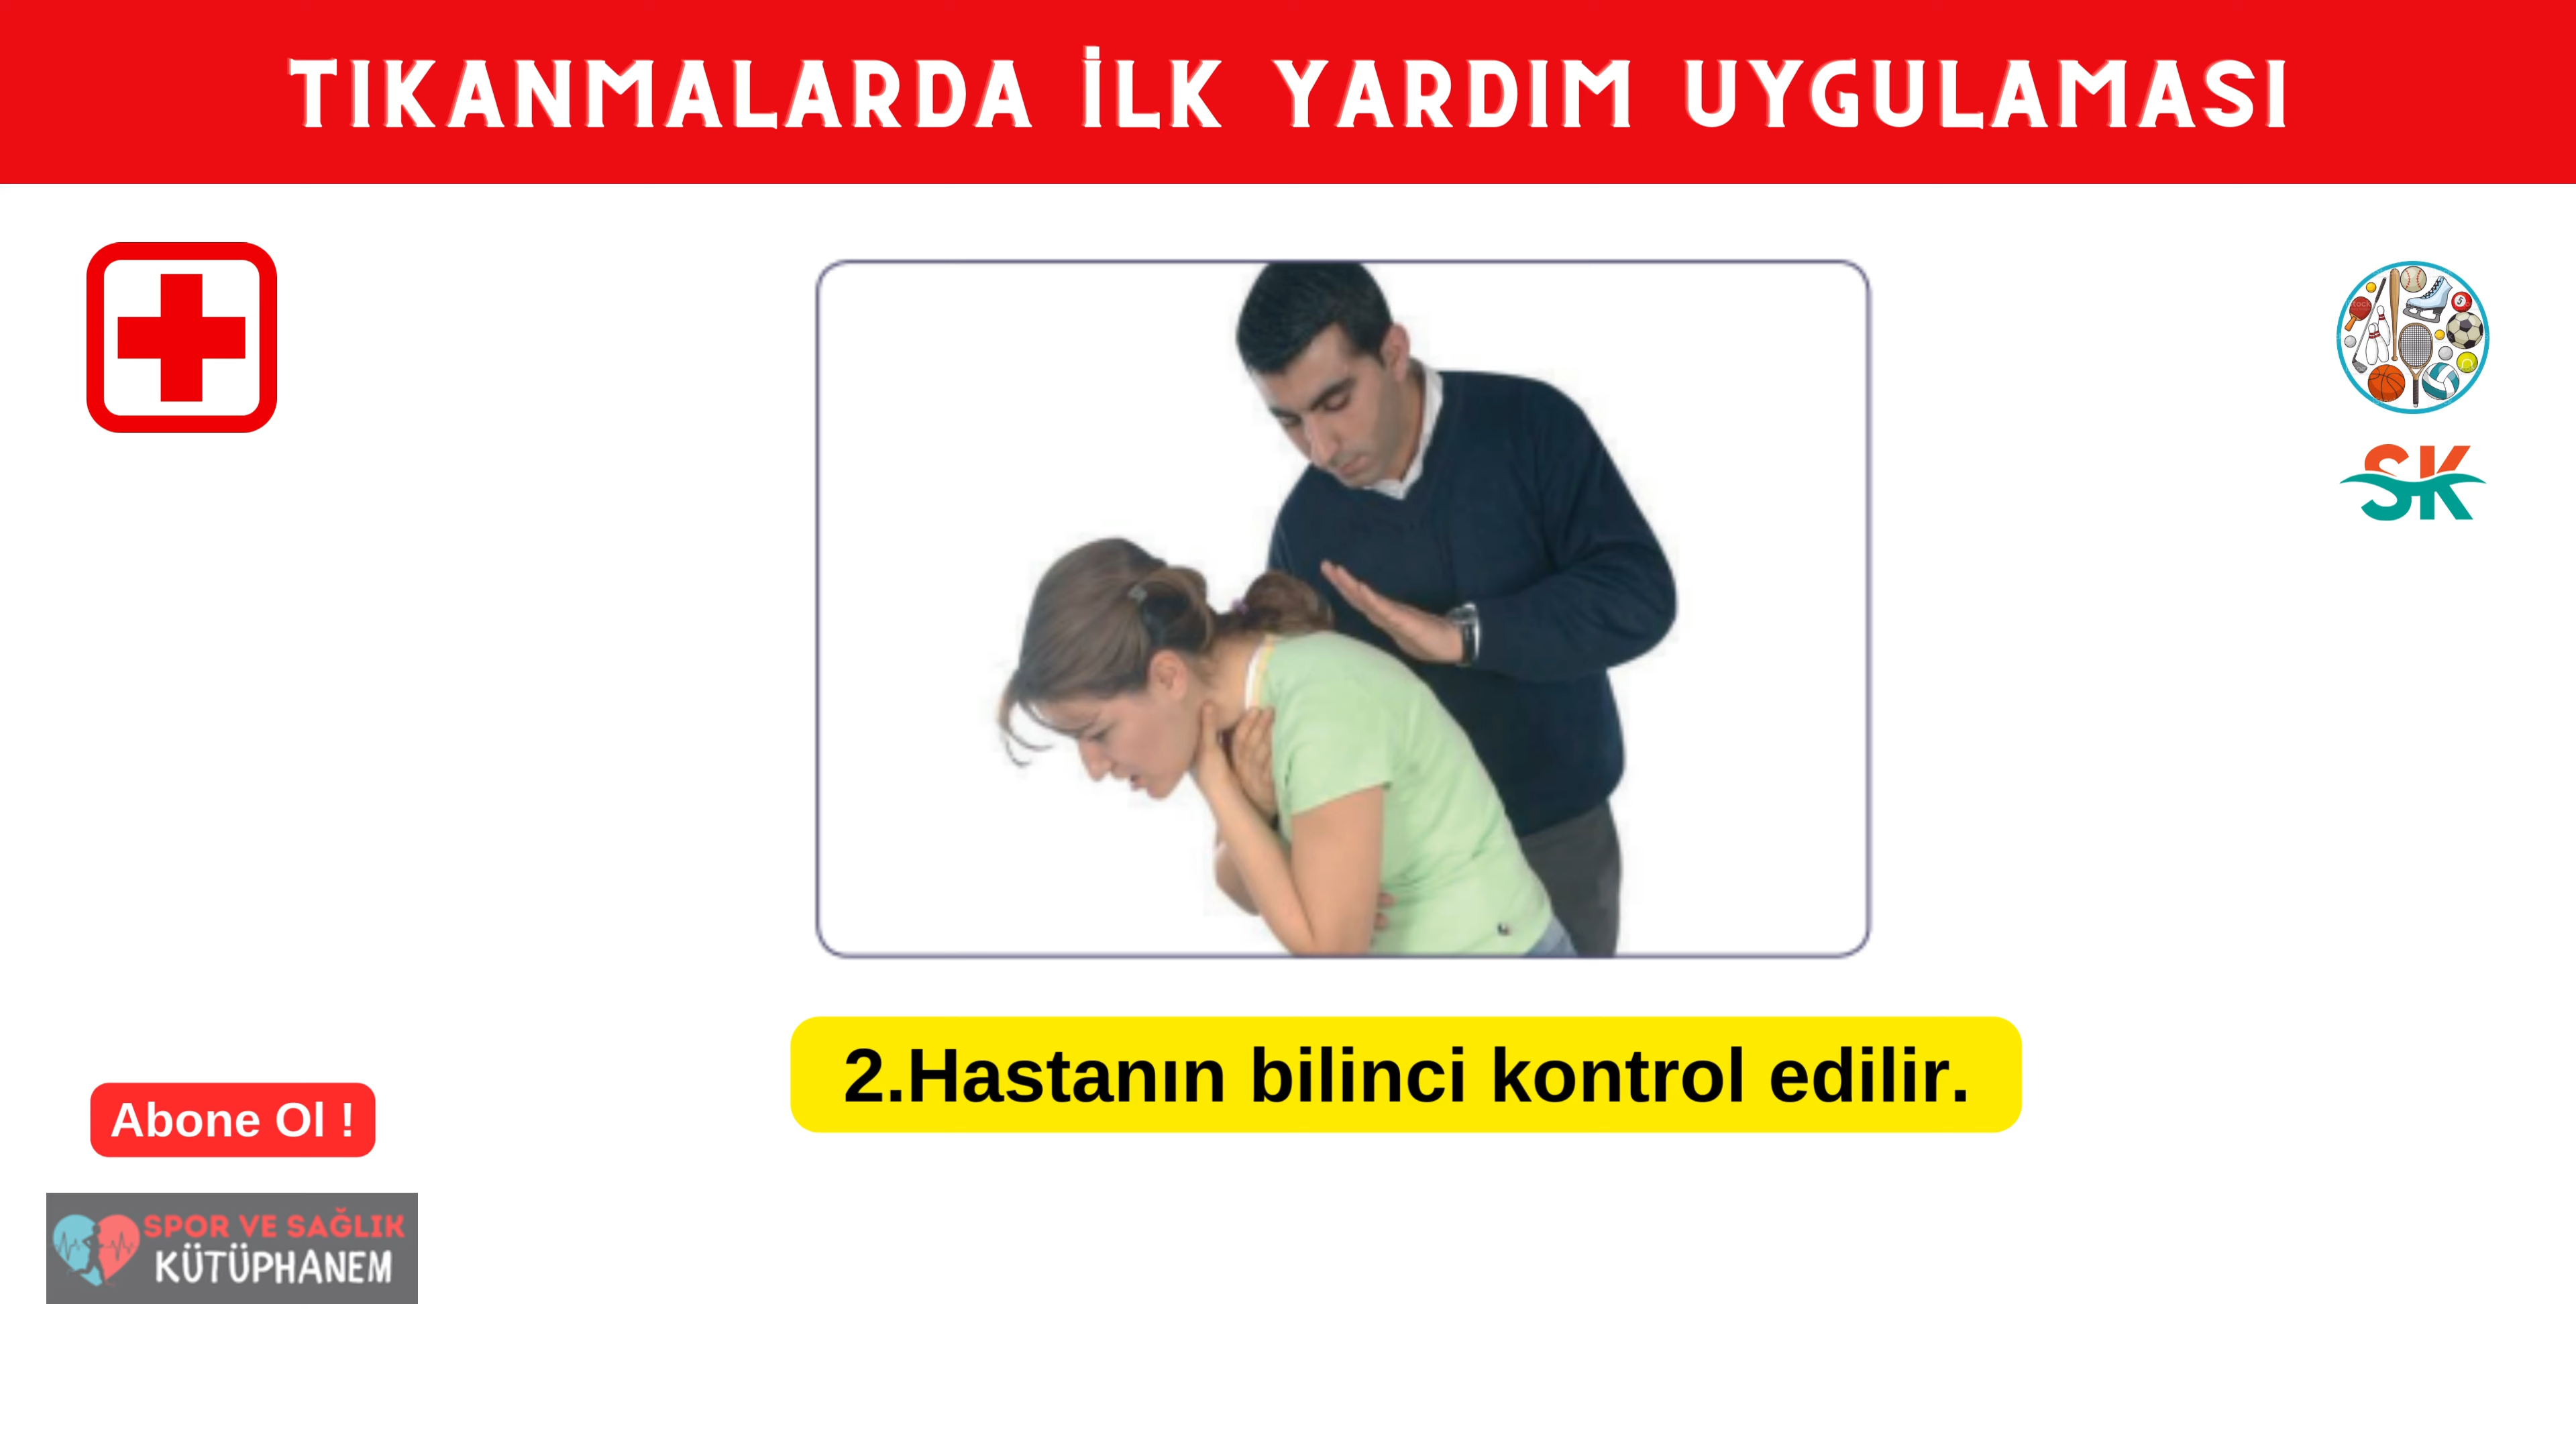 TIKANMALARDA İLK YARDIM UYGULAMASI
SK
2.Hastanın bilinci kontrol edilir.
Abone Ol !
SPOR VE SAĞLIK
KÜTÜPHANEM